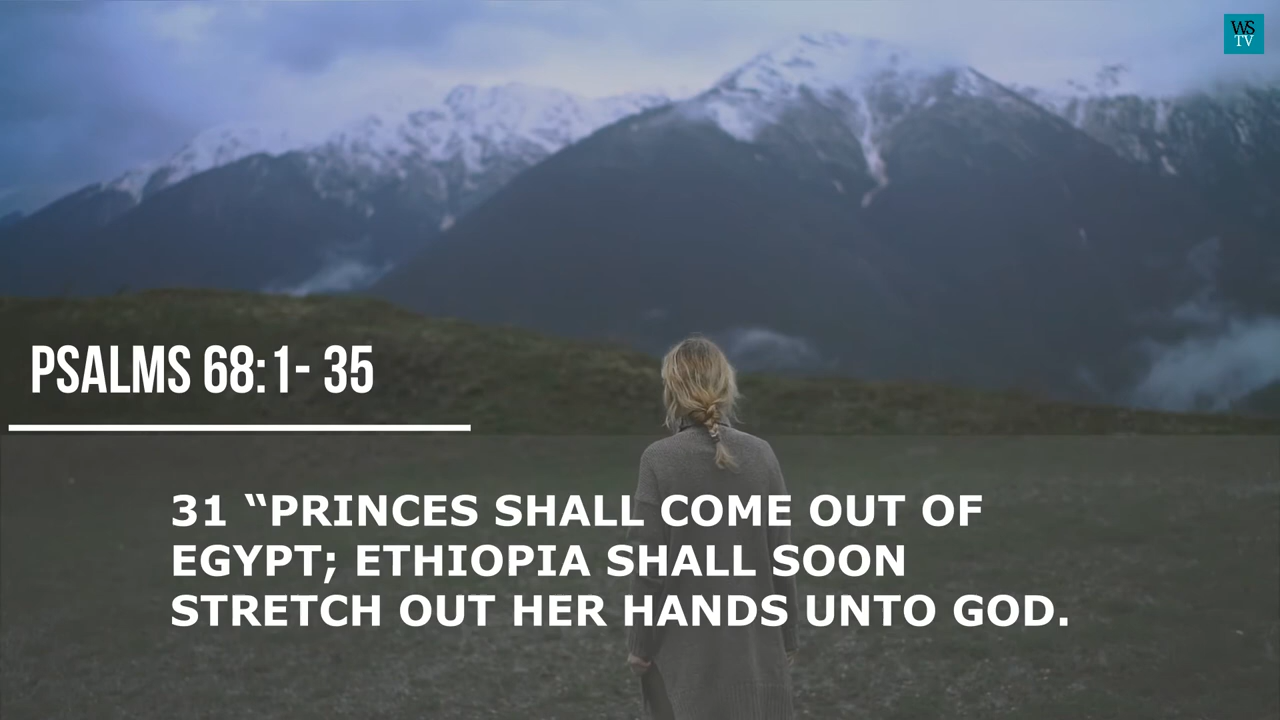 WS
TV
PSALMS 68:1- 35
31 “PRINCES SHALL COME OUT OF
EGYPT; ETHIOPIA SHALL SOON
STRETCH OUT HER HANDS UNTO GOD.